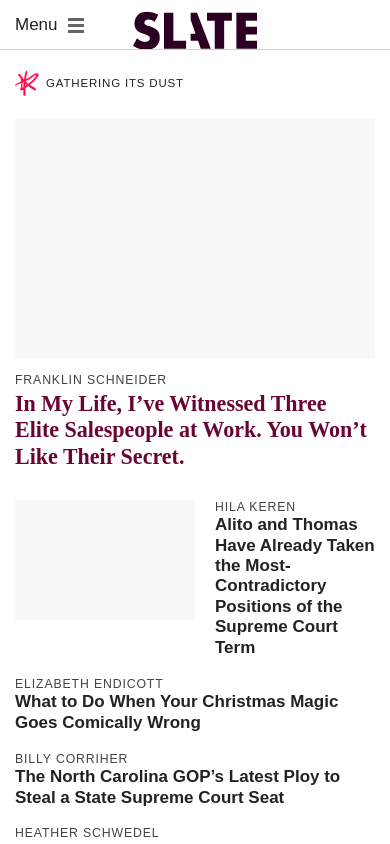 Menu
SLATE
GATHERING ITS DUST
FRANKLIN SCHNEIDER
In My Life, I’ve Witnessed Three
Elite Salespeople at Work. You Won’t
Like Their Secret.
HILA KEREN
Alito and Thomas
Have Already Taken
the Most-
Contradictory
Positions of the
Supreme Court
Term
ELIZABETH ENDICOTT
What to Do When Your Christmas Magic
Goes Comically Wrong
BILLY CORRIHER
The North Carolina GOP’s Latest Ploy to
Steal a State Supreme Court Seat
HEATHER SCHWEDEL